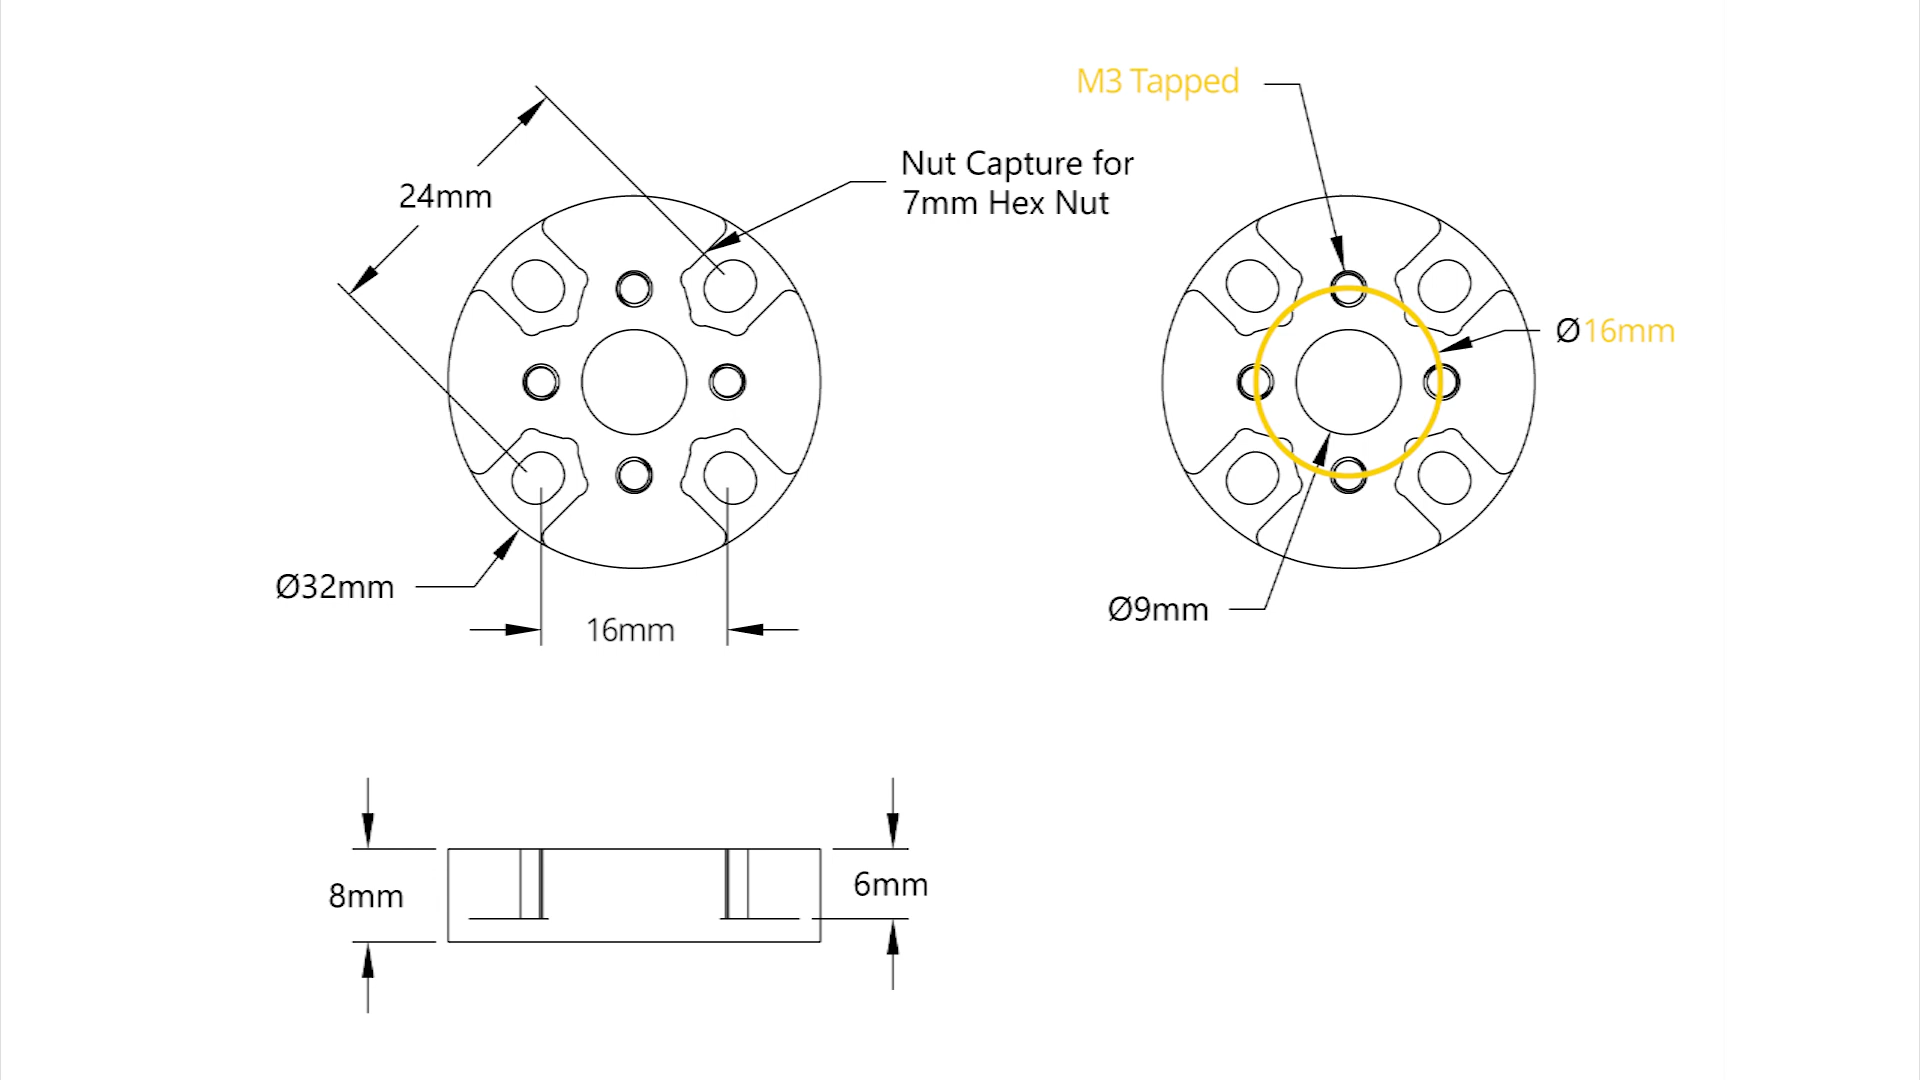 M3 Tapped
Nut Capture for
7mm Hex Nut
24mm
Ø16mm
Ø32mm
16mm
Ø9mm
8mm
6mm